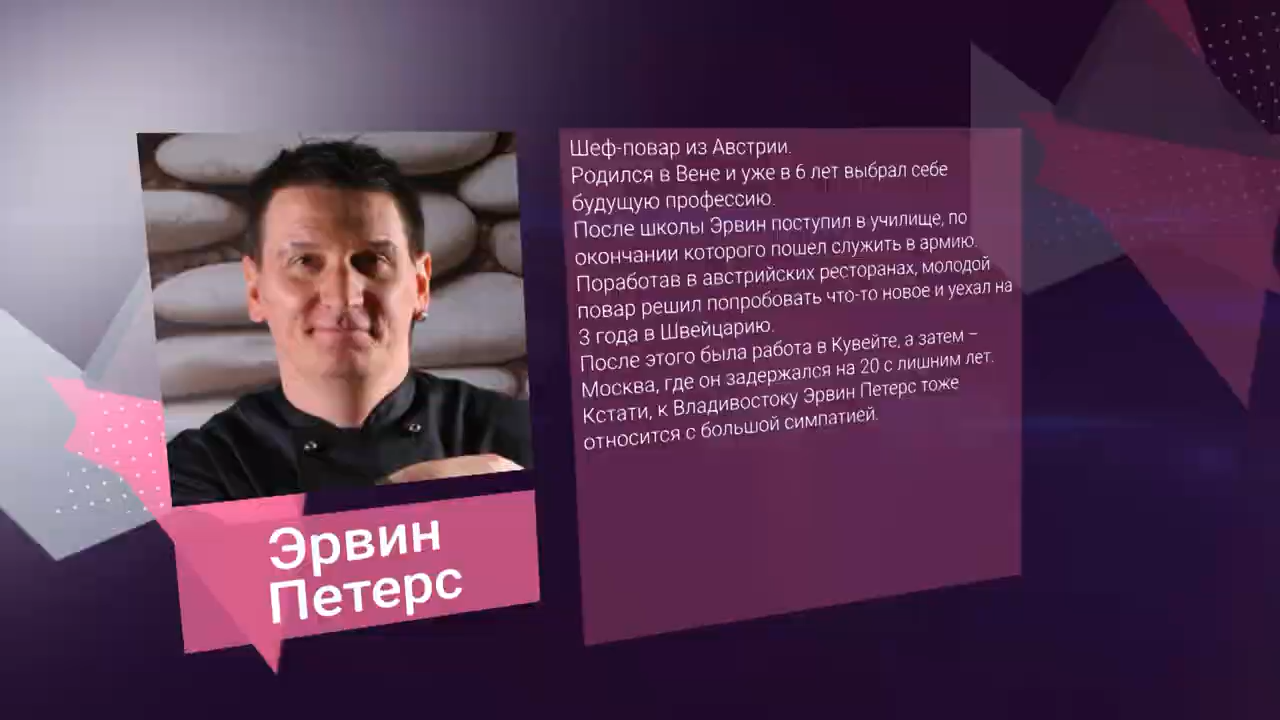 Шеф-повар из Австрии.
Родился в Вене и уже в 6 лет выбрал себе
будущую профессию.
После школы Эрвин поступил в училище, по
окончании которого пошел служить в армию.
Поработав в австрийских ресторанах, молодой
повар решил попробовать что-то новое и уехал на
3 года в Швейцарию.
После этого была работа в Кувейте, а затем –
Москва, где он задержался на 20 с лишним лет.
Кстати, к Владивостоку Эрвин Петерс тоже
относится с большой симпатией.
Эрвин
Петерс